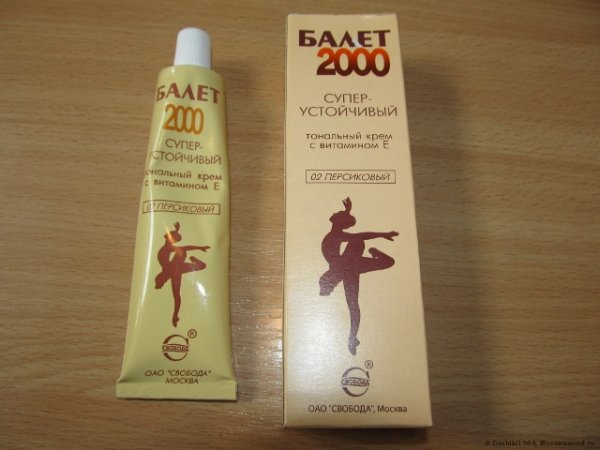 БАЛЕТ
2000
СУПЕР-
УСТОЙЧИВЫЙ
тональный крем
с витамином Е
02 ПЕРСИКОВЫЙ
®
СВОБОДА
ОАО "СВОБОДА"
МОСКВА
БАЛЕТ
2000
СУПЕР-
УСТОЙЧИВЫЙ
тональный крем
с витамином Е
02 ПЕРСИКОВЫЙ
®
СВОБОДА
ОАО "СВОБОДА", Москва